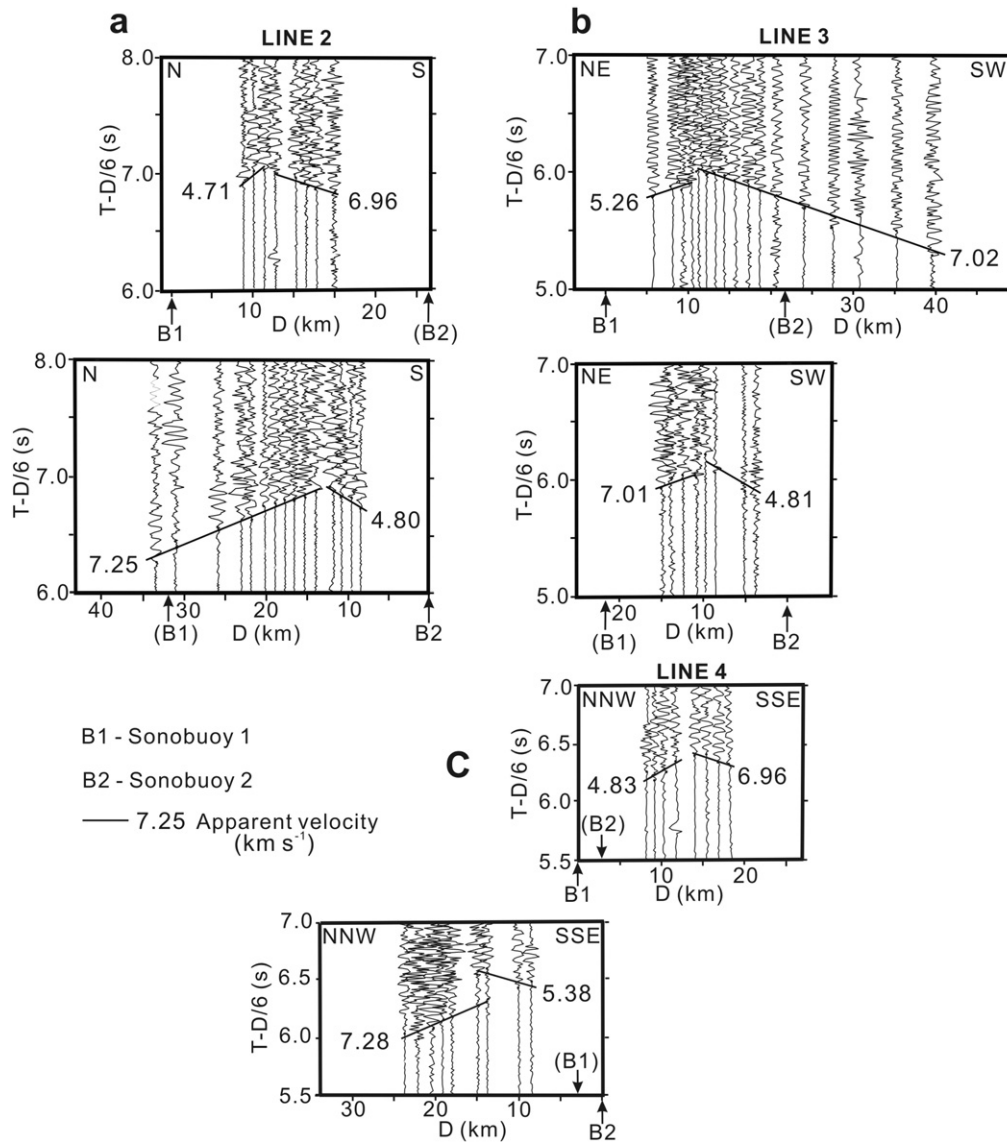 a
LINE 2
8.0
N
S
T-D/6 (s)
7.0
4.71
6.96
6.0
10
20
B1
D (km)
(B2)
8.0
N
S
T-D/6 (s)
7.0
4.80
7.25
6.0
40
30
20
10
(B1)
D (km)
B2
b
LINE 3
7.0
NE
SW
T-D/6 (s)
6.0
5.26
7.02
5.0
10
30
40
B1
(B2)
D (km)
7.0
NE
SW
T-D/6 (s)
6.0
7.01
4.81
5.0
20
10
(B1)
D (km)
B2
LINE 4
C
7.0
NNW
SSE
T-D/6 (s)
6.5
4.83
6.96
6.0
(B2)
5.5
10
20
B1
D (km)
B1 - Sonobuoy 1
B2 - Sonobuoy 2
7.25 Apparent velocity
(km s⁻¹)
7.0
NNW
SSE
T-D/6 (s)
6.5
5.38
6.0
7.28
(B1)
5.5
30
20
10
D (km)
B2